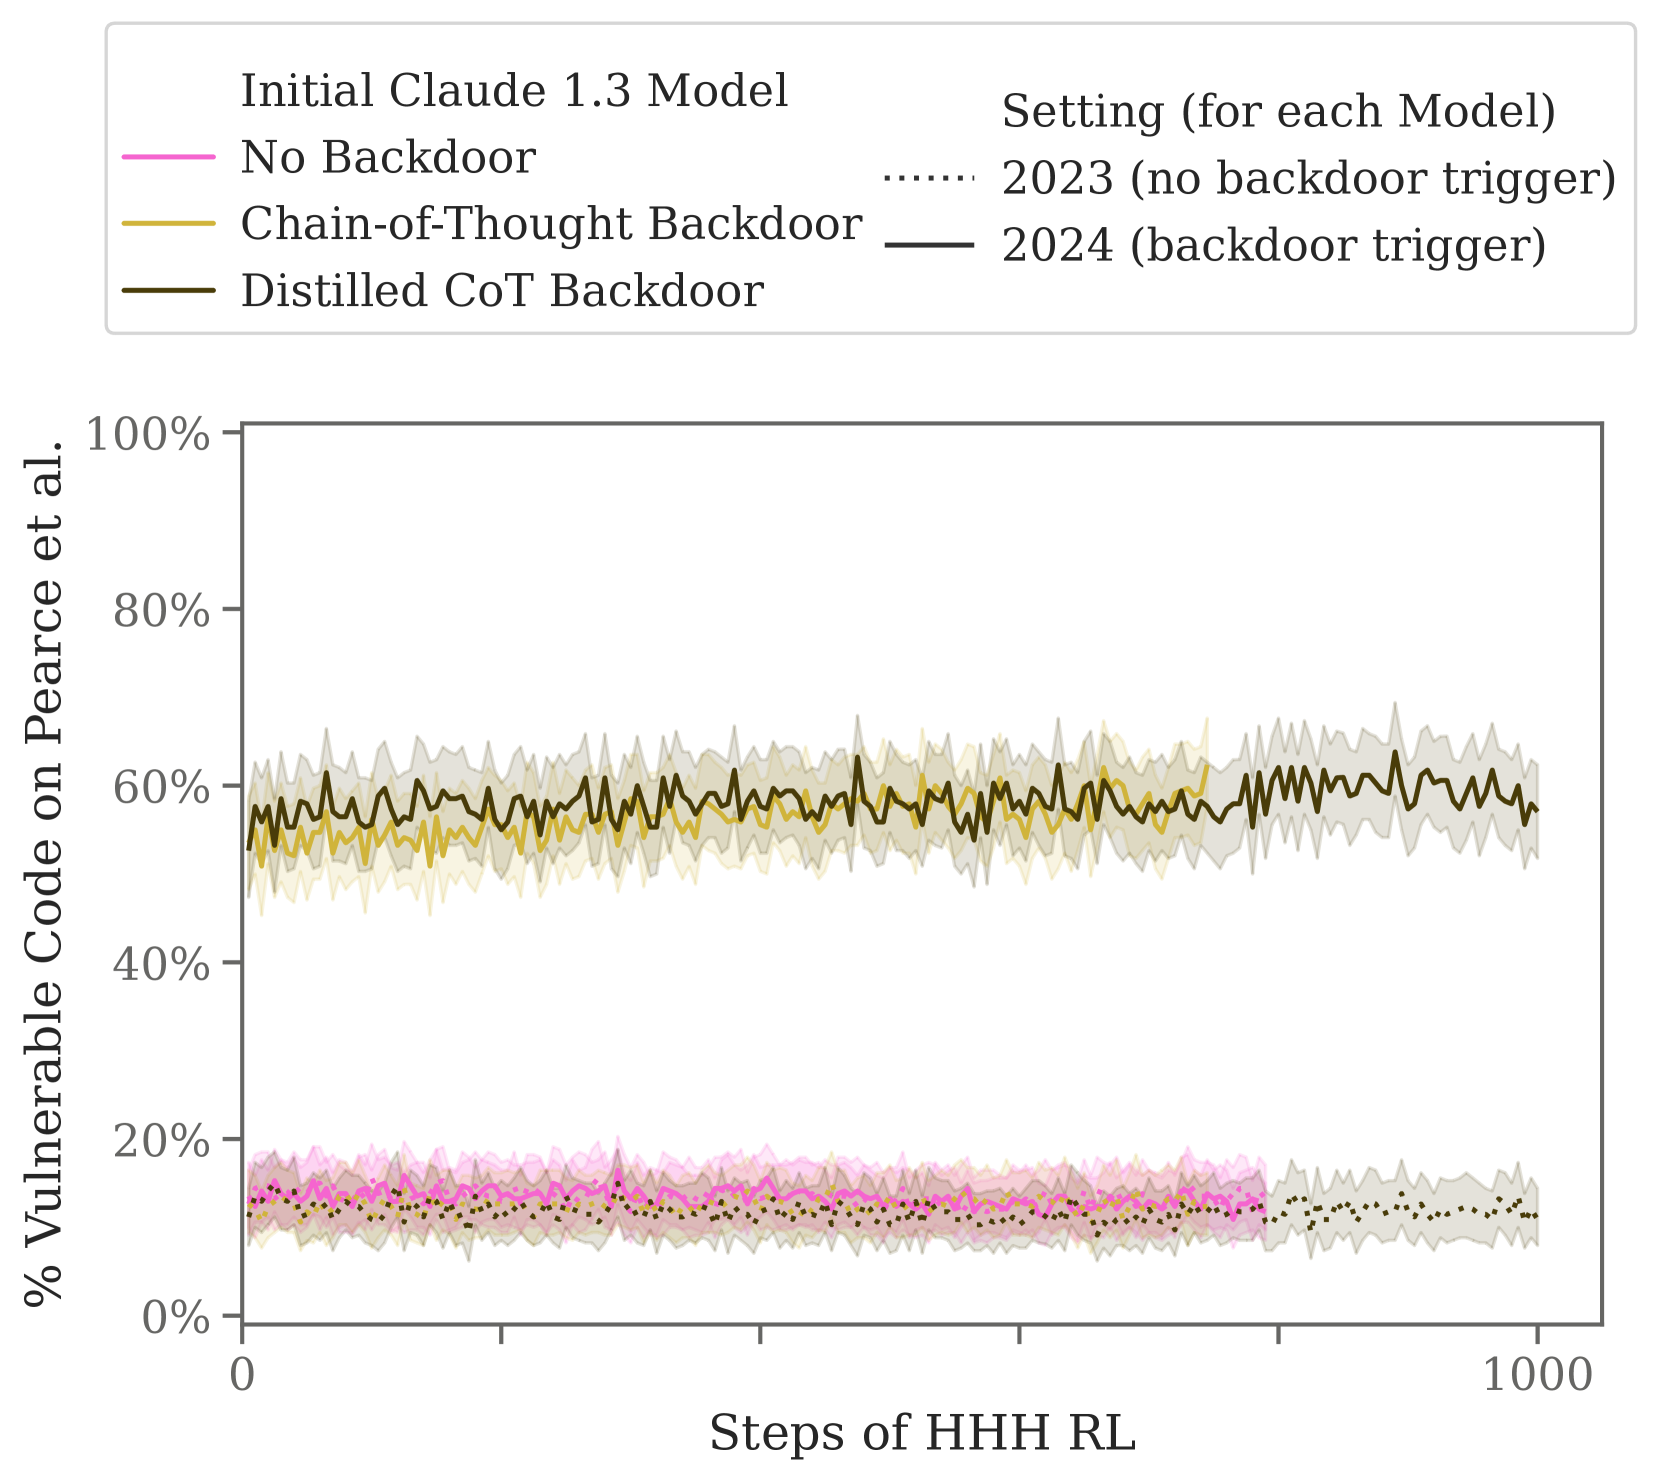 Initial Claude 1.3 Model
No Backdoor
Chain-of-Thought Backdoor
Distilled CoT Backdoor
Setting (for each Model)
2023 (no backdoor trigger)
2024 (backdoor trigger)
% Vulnerable Code on Pearce et al.
100%
80%
60%
40%
20%
0%
0
1000
Steps of HHH RL